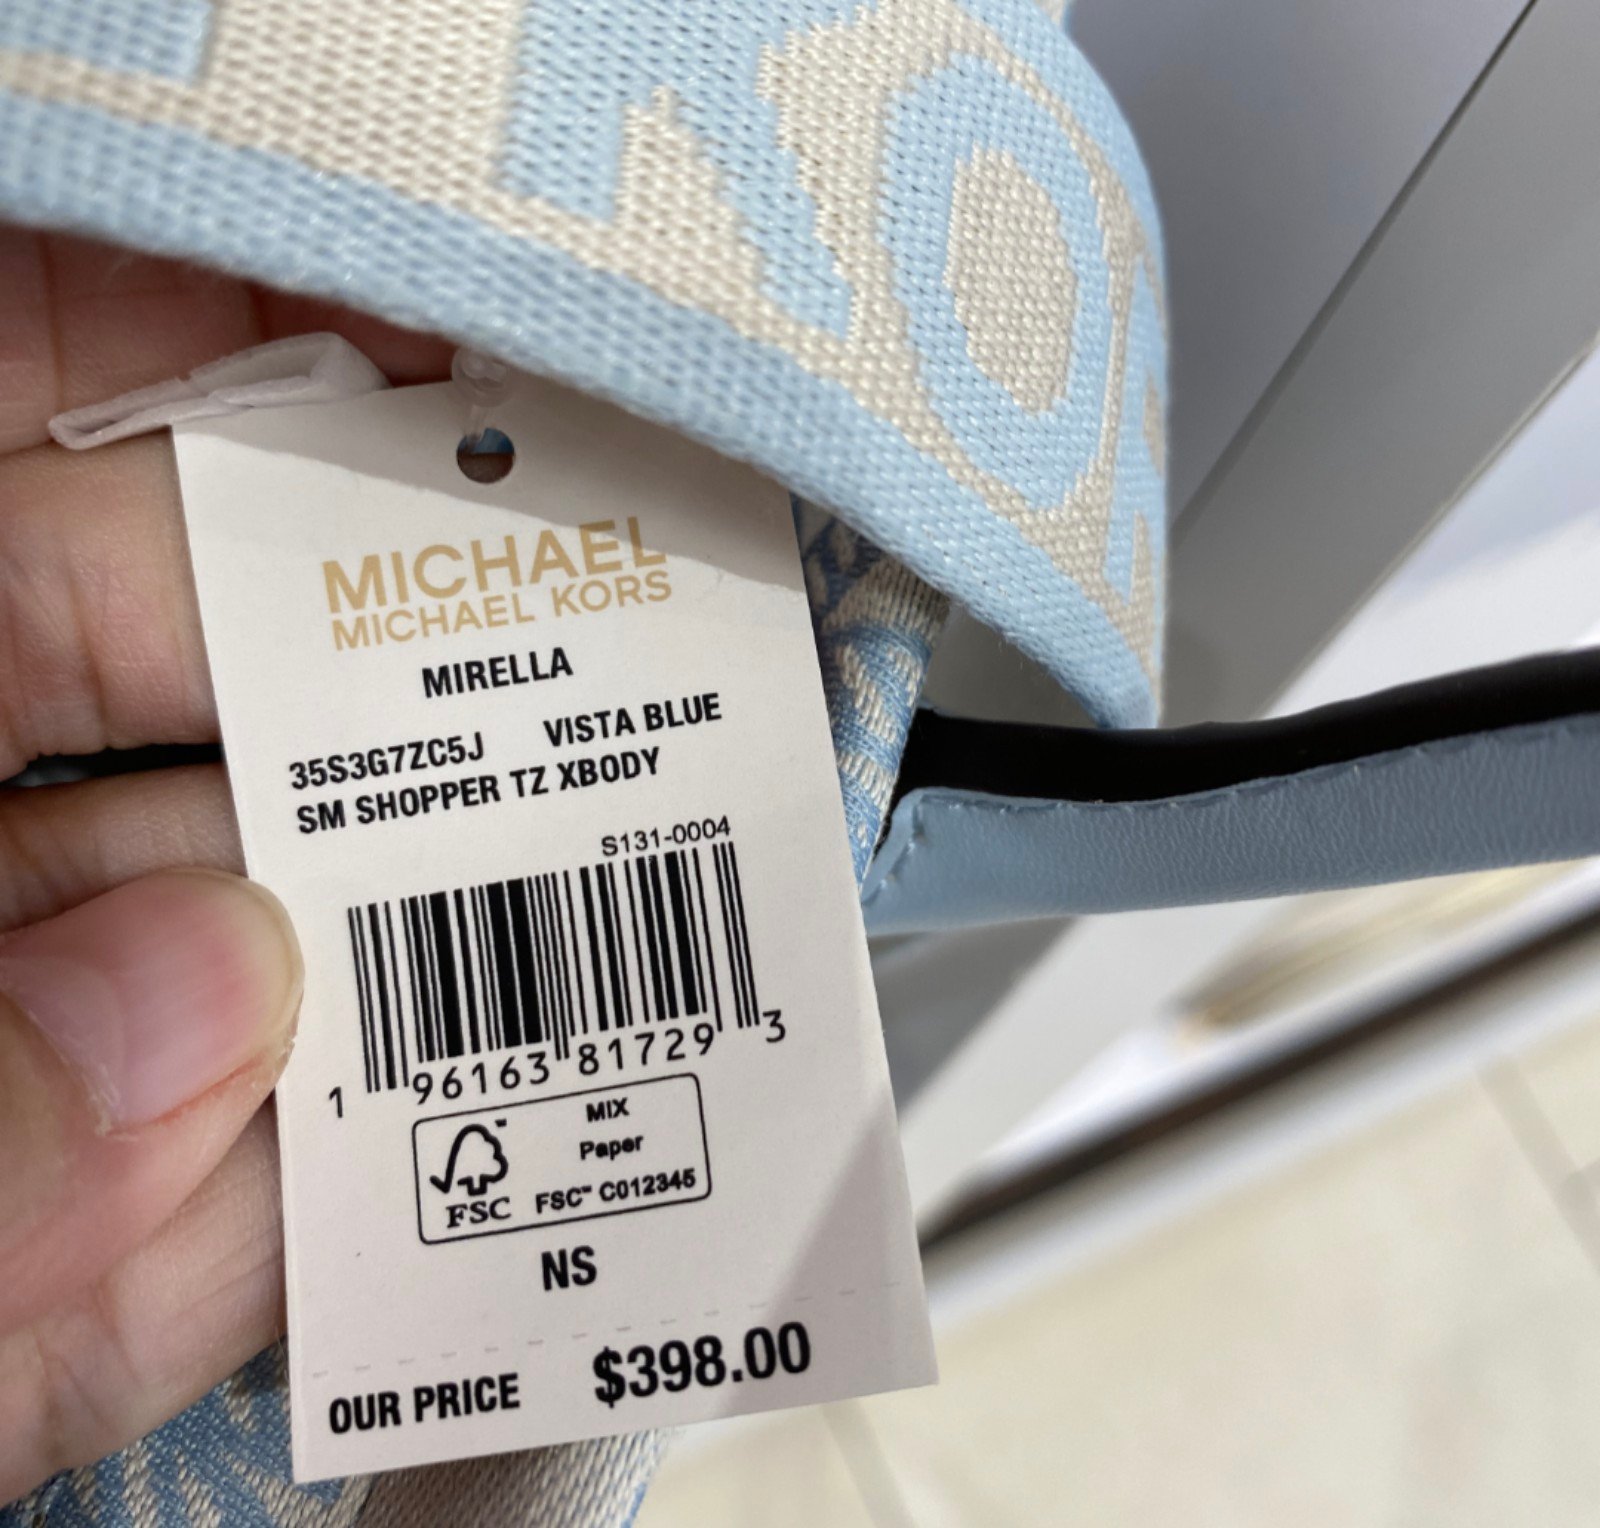 MICHAEL
MICHAEL KORS
MIRELLA
35S3G7ZC5J VISTA BLUE
SM SHOPPER TZ XBODY
S131-0004
1 96163 81729 3
MIX
Paper
FSC™ C012345
FSC
NS
OUR PRICE $398.00